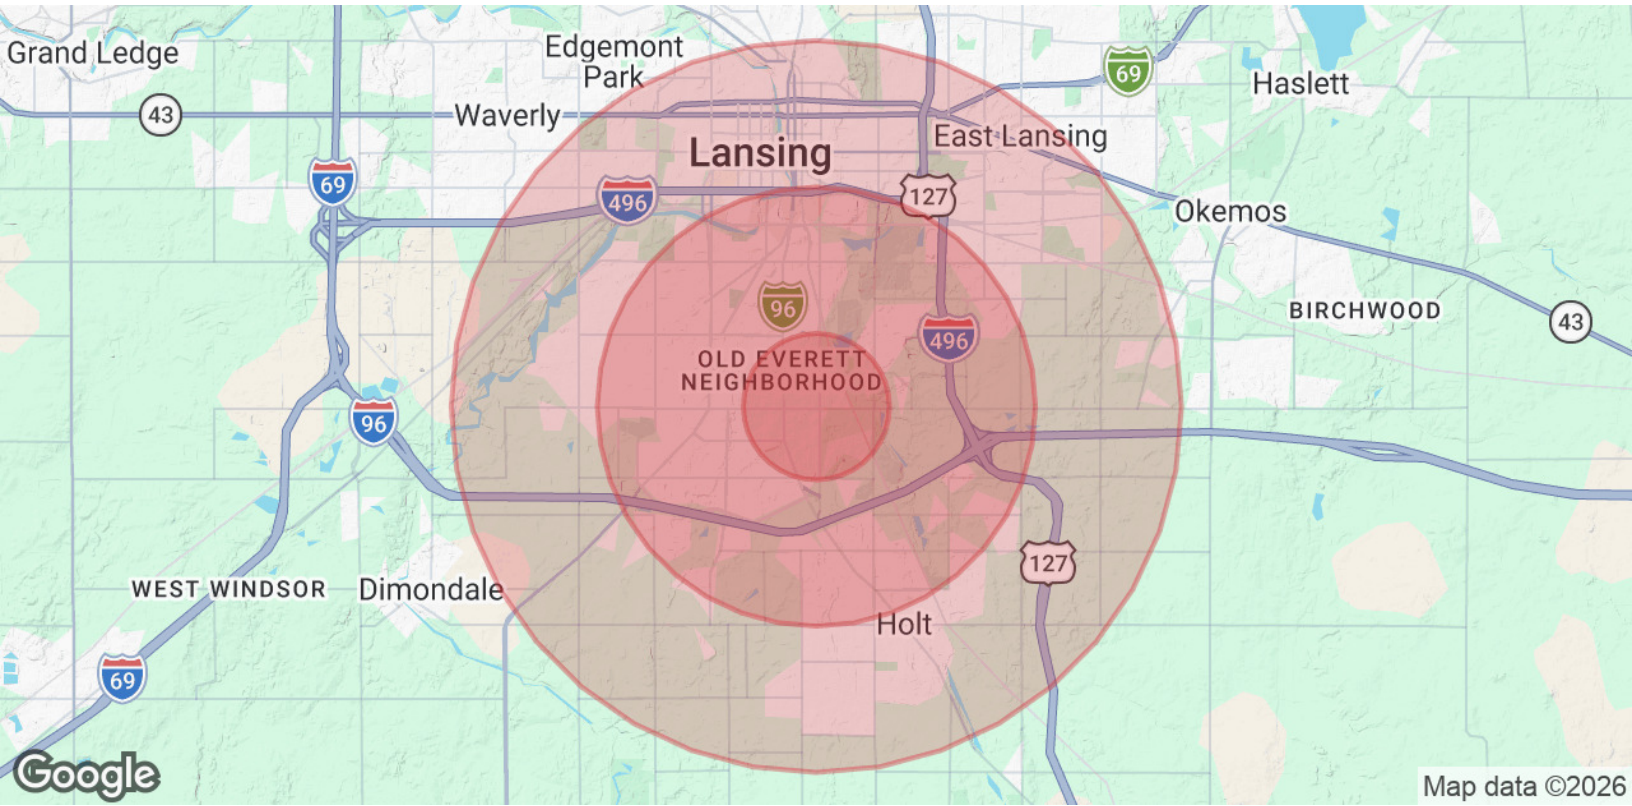 Grand Ledge
Edgemont
Park
69
Haslett
43
Waverly
East Lansing
Lansing
69
496
127
Okemos
96
BIRCHWOOD
43
496
OLD EVERETT
NEIGHBORHOOD
96
127
WEST WINDSOR
Dimondale
Holt
69
Google
Map data ©2026